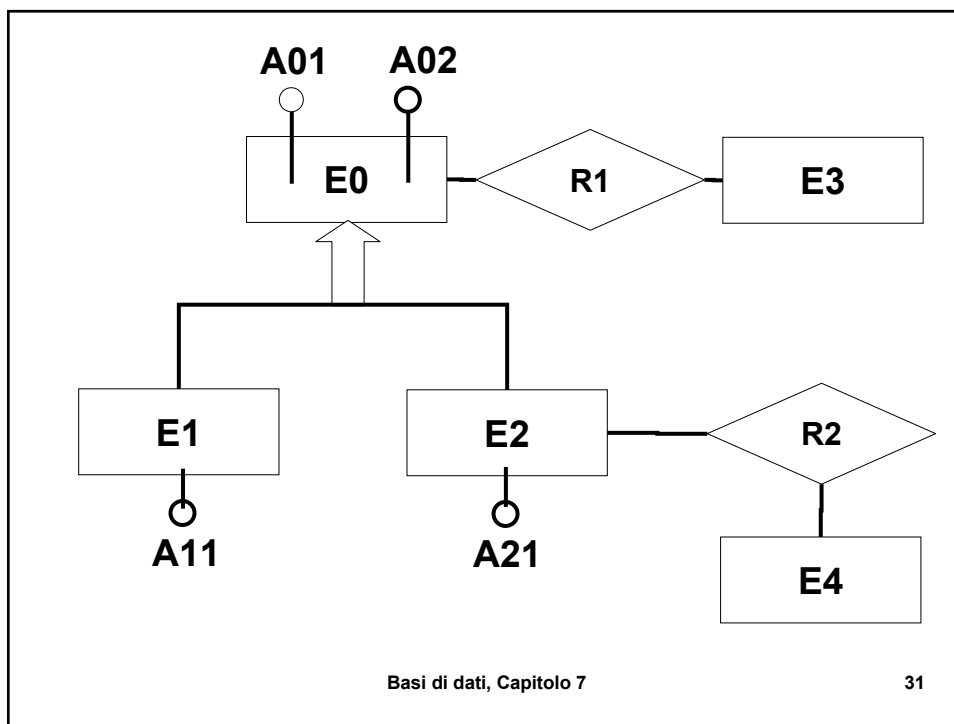 A01 A02
E0 R1 E3
E1 E2 R2
A11 A21
E4
Basi di dati, Capitolo 7 31